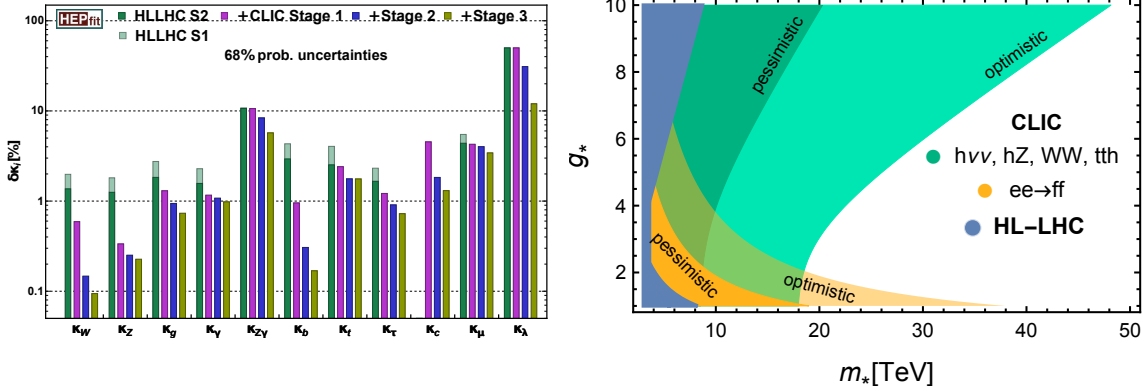 HEPfit
HLLHC S2 +CLIC Stage 1 +Stage 2 +Stage 3
HLLHC S1
68% prob. uncertainties
100
10
1
0.1
δκᵢ[%]
κW κZ κg κγ κZγ κb κt κτ κc κμ κλ
10
8
6
4
2
g*
pessimistic
optimistic
CLIC
hνν, hZ, WW, tth
ee→ff
HL–LHC
pessimistic
optimistic
10 20 30 40 50
m*[TeV]